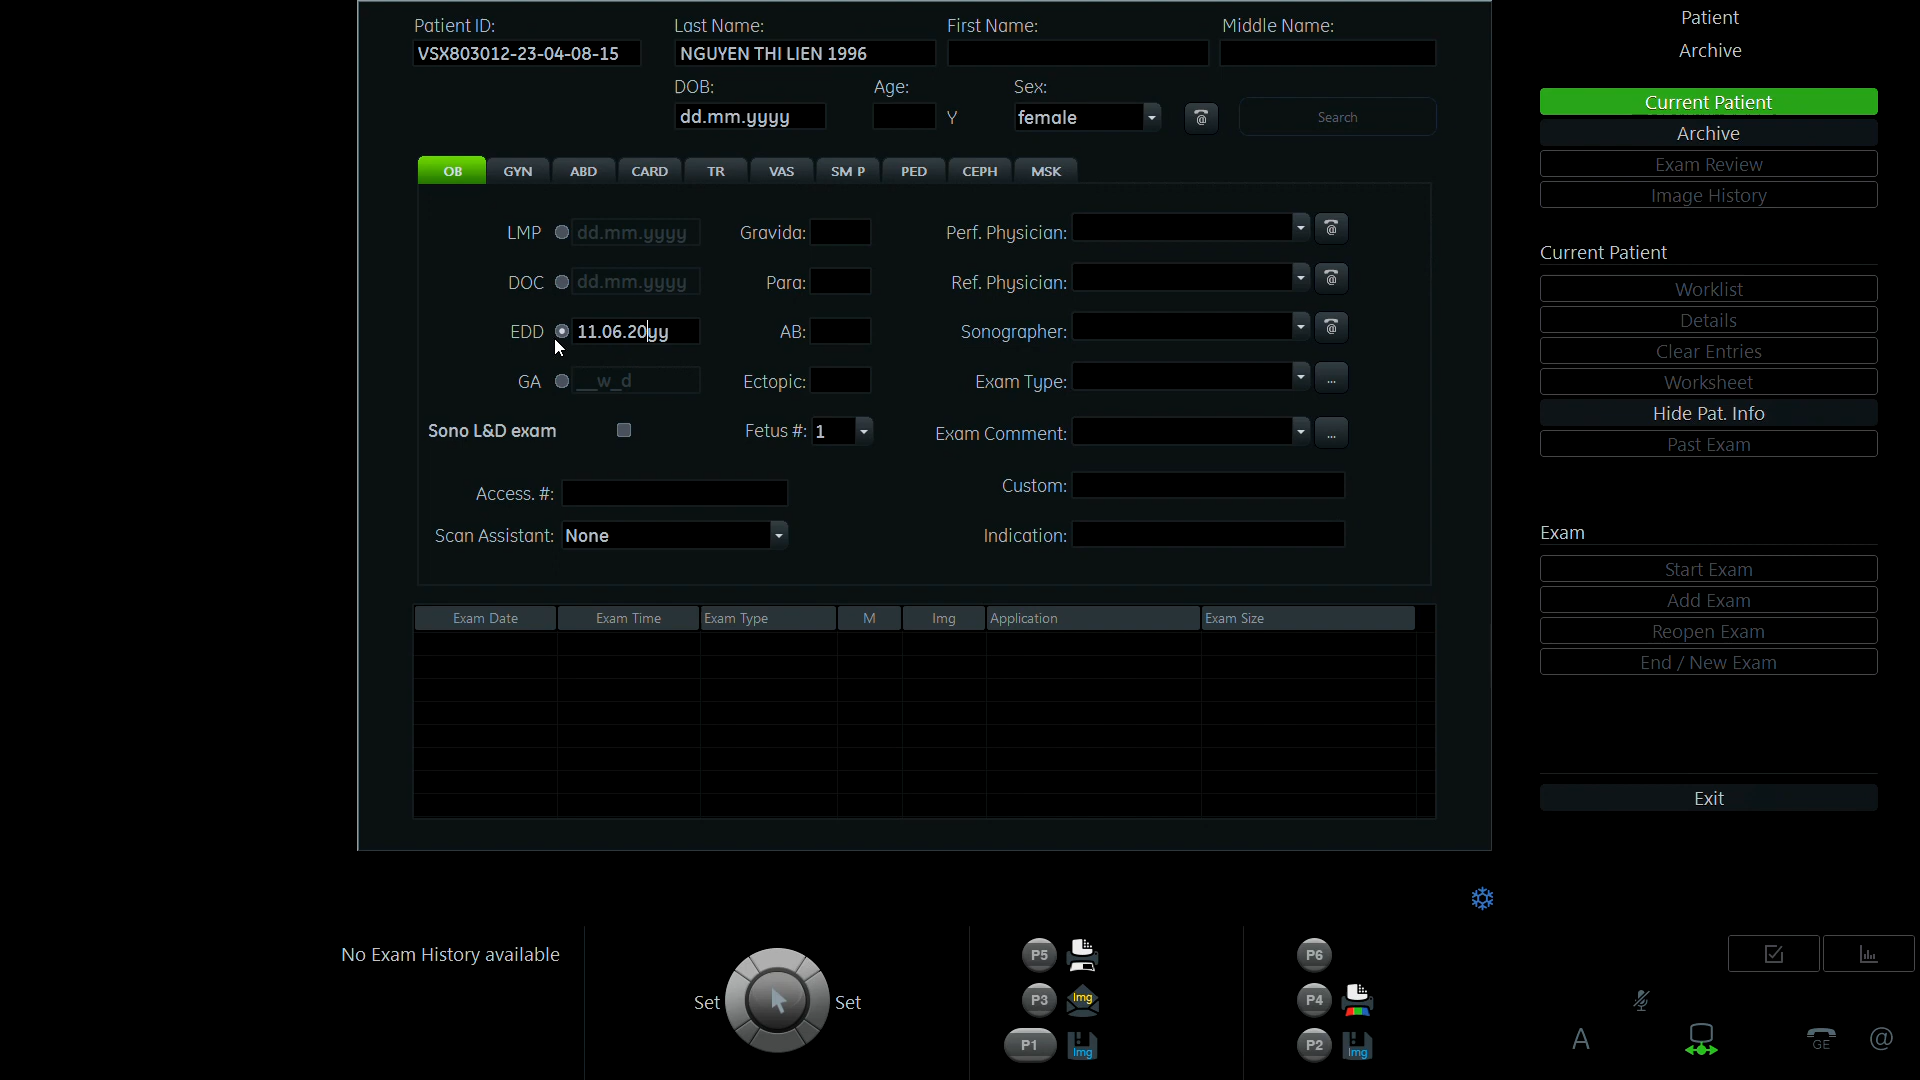 Patient ID: Last Name: First Name: Middle Name:
VSX803012-23-04-08-15 NGUYEN THI LIEN 1996
DOB: Age: Sex:
dd.mm.yyyy Y female @ Search
OB GYN ABD CARD TR VAS SM P PED CEPH MSK
LMP dd.mm.yyyy Gravida: Perf. Physician: @
DOC dd.mm.yyyy Para: Ref. Physician: @
EDD 11.06.20yy AB: Sonographer: @
GA __w_d Ectopic: Exam Type: ...
Sono L&D exam Fetus #: 1 Exam Comment: ...
Access. #: Custom:
Scan Assistant: None Indication:
Exam Date Exam Time Exam Type M Img Application Exam Size
Patient
Archive
Current Patient
Archive
Exam Review
Image History
Current Patient
Worklist
Details
Clear Entries
Worksheet
Hide Pat. Info
Past Exam
Exam
Start Exam
Add Exam
Reopen Exam
End / New Exam
Exit
No Exam History available
Set Set
P5 P6
P3 Img P4
P1 Img P2 Img
A GE @